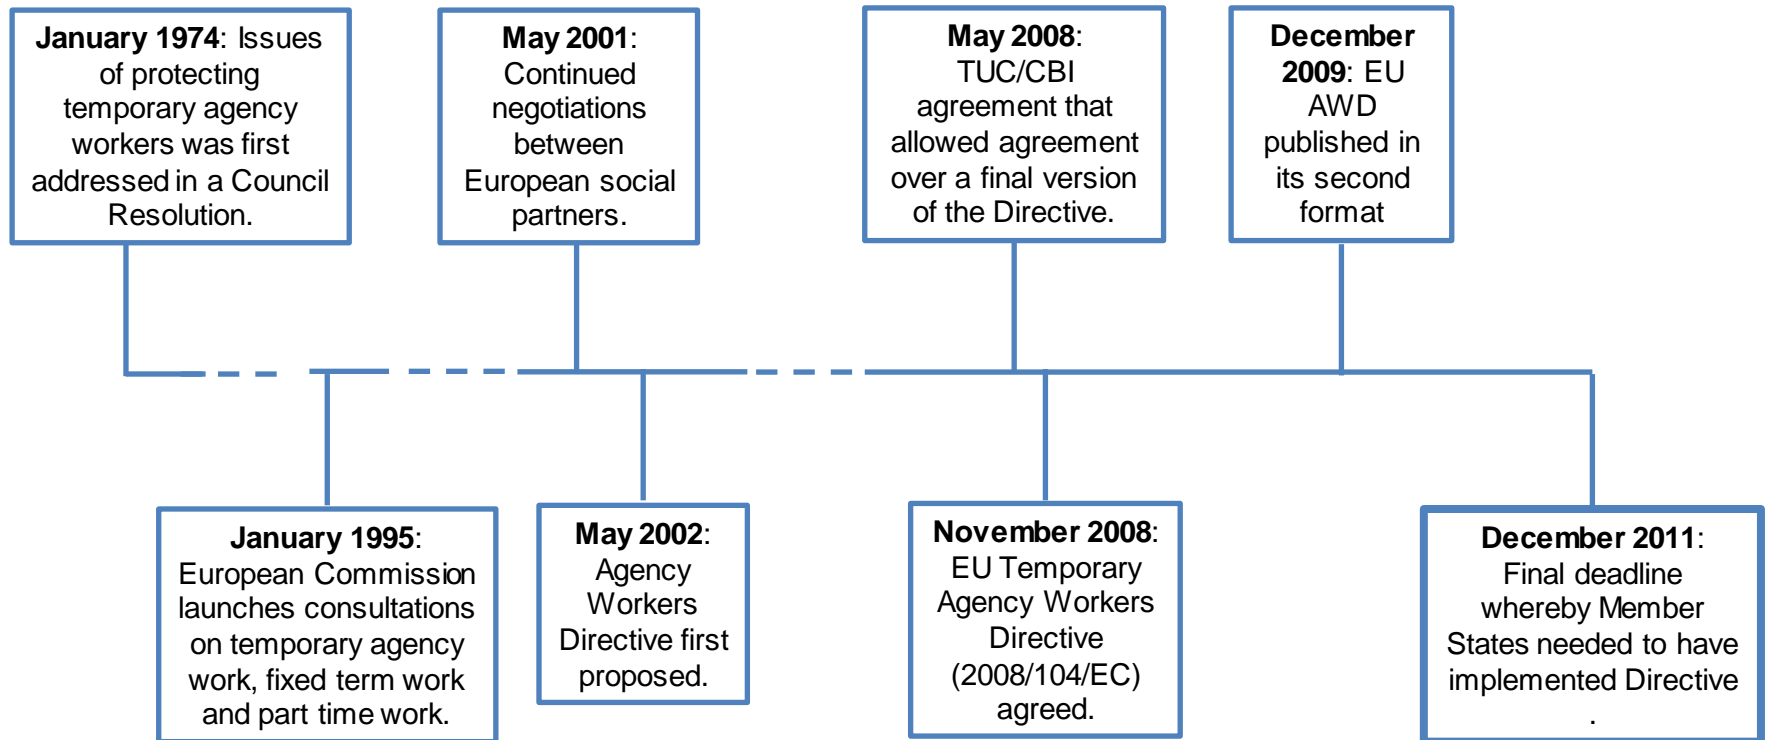 January 1974: Issues
of protecting
temporary agency
workers was first
addressed in a Council
Resolution.
May 2001:
Continued
negotiations
between
European social
partners.
May 2008:
TUC/CBI
agreement that
allowed agreement
over a final version
of the Directive.
December
2009: EU
AWD
published in
its second
format
January 1995:
European Commission
launches consultations
on temporary agency
work, fixed term work
and part time work.
May 2002:
Agency
Workers
Directive first
proposed.
November 2008:
EU Temporary
Agency Workers
Directive
(2008/104/EC)
agreed.
December 2011:
Final deadline
whereby Member
States needed to have
implemented Directive
.